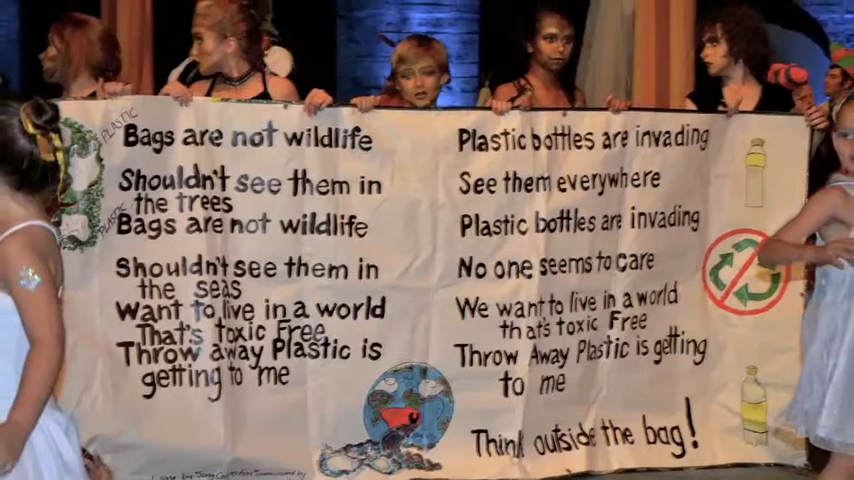 PLASTIC
PLASTIC
Bags are not wildlife
Shouldn't see them in
the trees
Bags are not wildlife
Shouldn't see them in
the seas
Want to live in a world
That's toxic Free
Throw away Plastic is
getting to me
Plastic bottles are invading
See them everywhere
Plastic bottles are invading
No One seems to care
We want to live in a world
that's toxic Free
Throw Away Plastic is getting
to me
Think outside the bag!